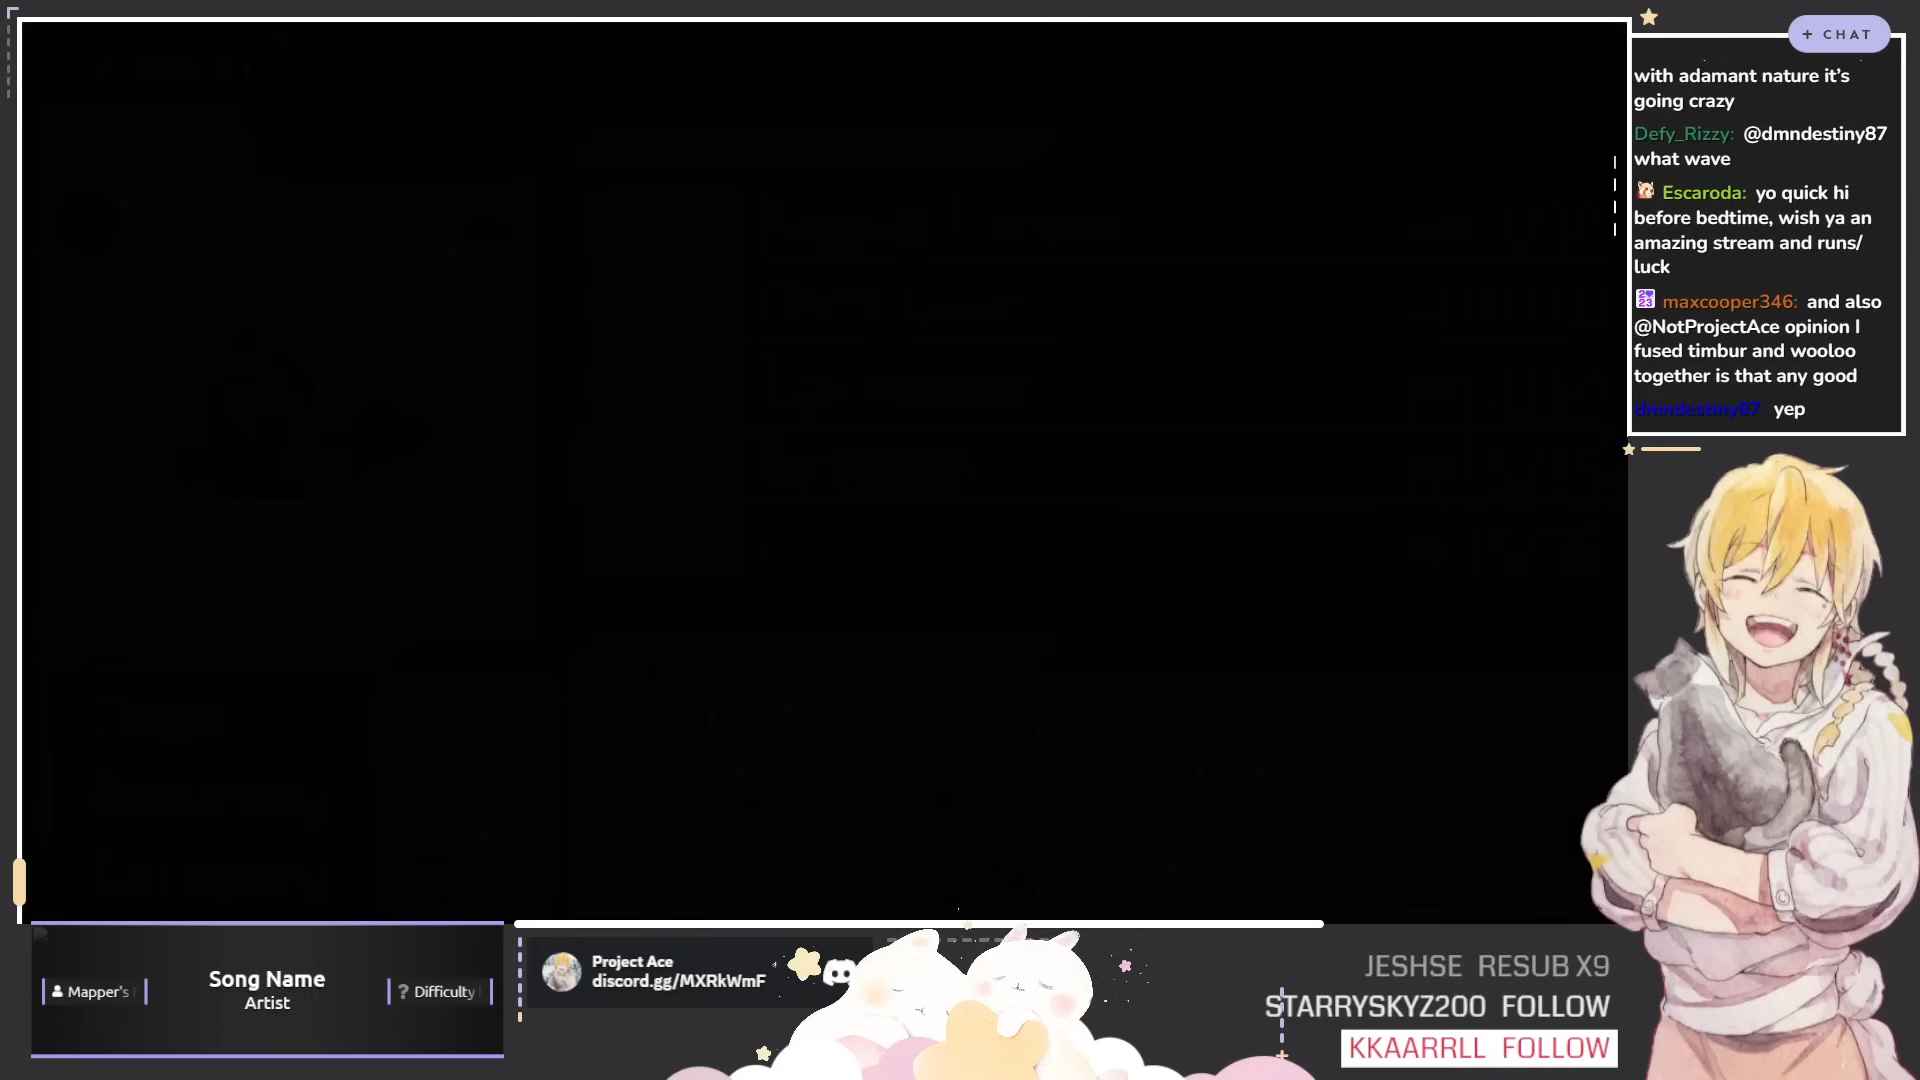 + CHAT
with adamant nature it's
going crazy
Defy_Rizzy: @dmndestiny87
what wave
Escaroda: yo quick hi
before bedtime, wish ya an
amazing stream and runs/
luck
maxcooper346: and also
@NotProjectAce opinion I
fused timbur and wooloo
together is that any good
dmndestiny87: yep
Mapper's
Song Name
Artist
? Difficulty
Project Ace
discord.gg/MXRkWmF
JESHSE RESUB X9
STARRYSKYZ200 FOLLOW
KKAARRLL FOLLOW